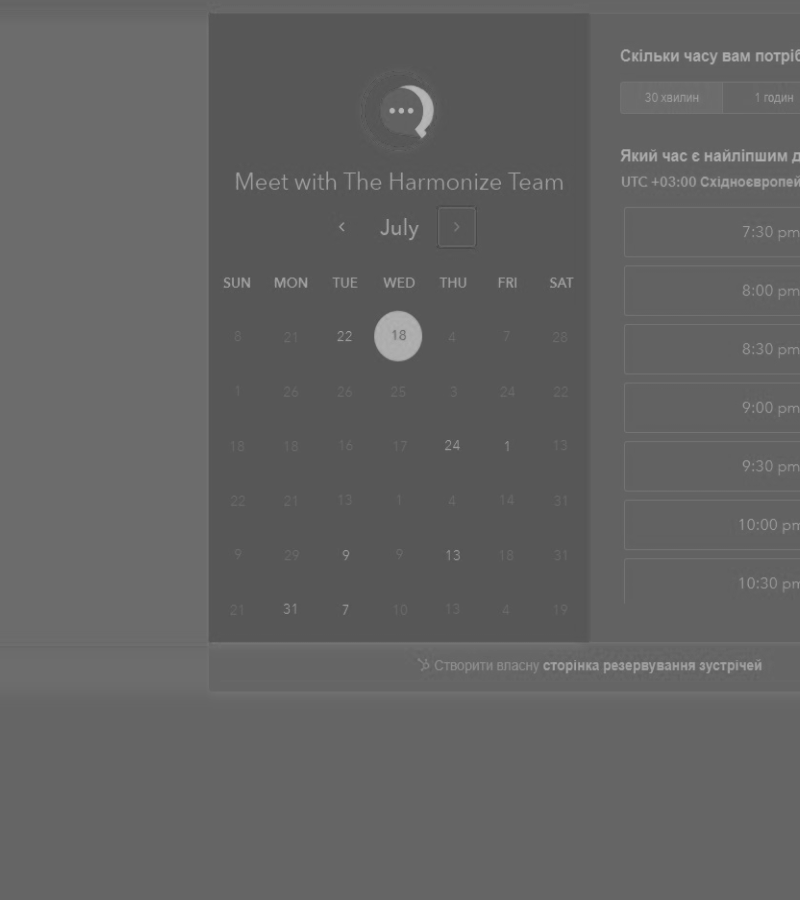 Meet with The Harmonize Team
July
SUN MON TUE WED THU FRI SAT
6 21 22 18 4 7 28
1 26 26 25 3 24 22
18 18 16 17 24 1 13
22 21 13 1 4 14 31
9 29 9 9 13 18 31
21 31 7 10 13 4 19
Скільки часу вам
30 хвилин 1 годин
Який час є найліпшим
UTC +03:00
7:30 pm
8:00 pm
8:30 pm
9:00 pm
9:30 pm
10:00 pm
10:30 pm
Створити власну сторінка резервування зустрічей